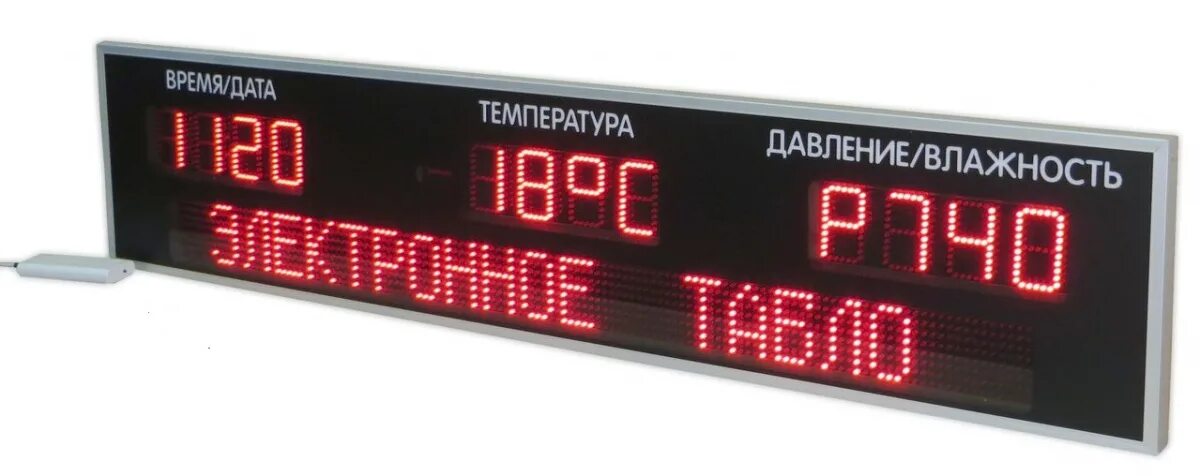 ВРЕМЯ/ДАТА ТЕМПЕРАТУРА ДАВЛЕНИЕ/ВЛАЖНОСТЬ
1120 18°C P740
ЭЛЕКТРОННОЕ ТАБЛО